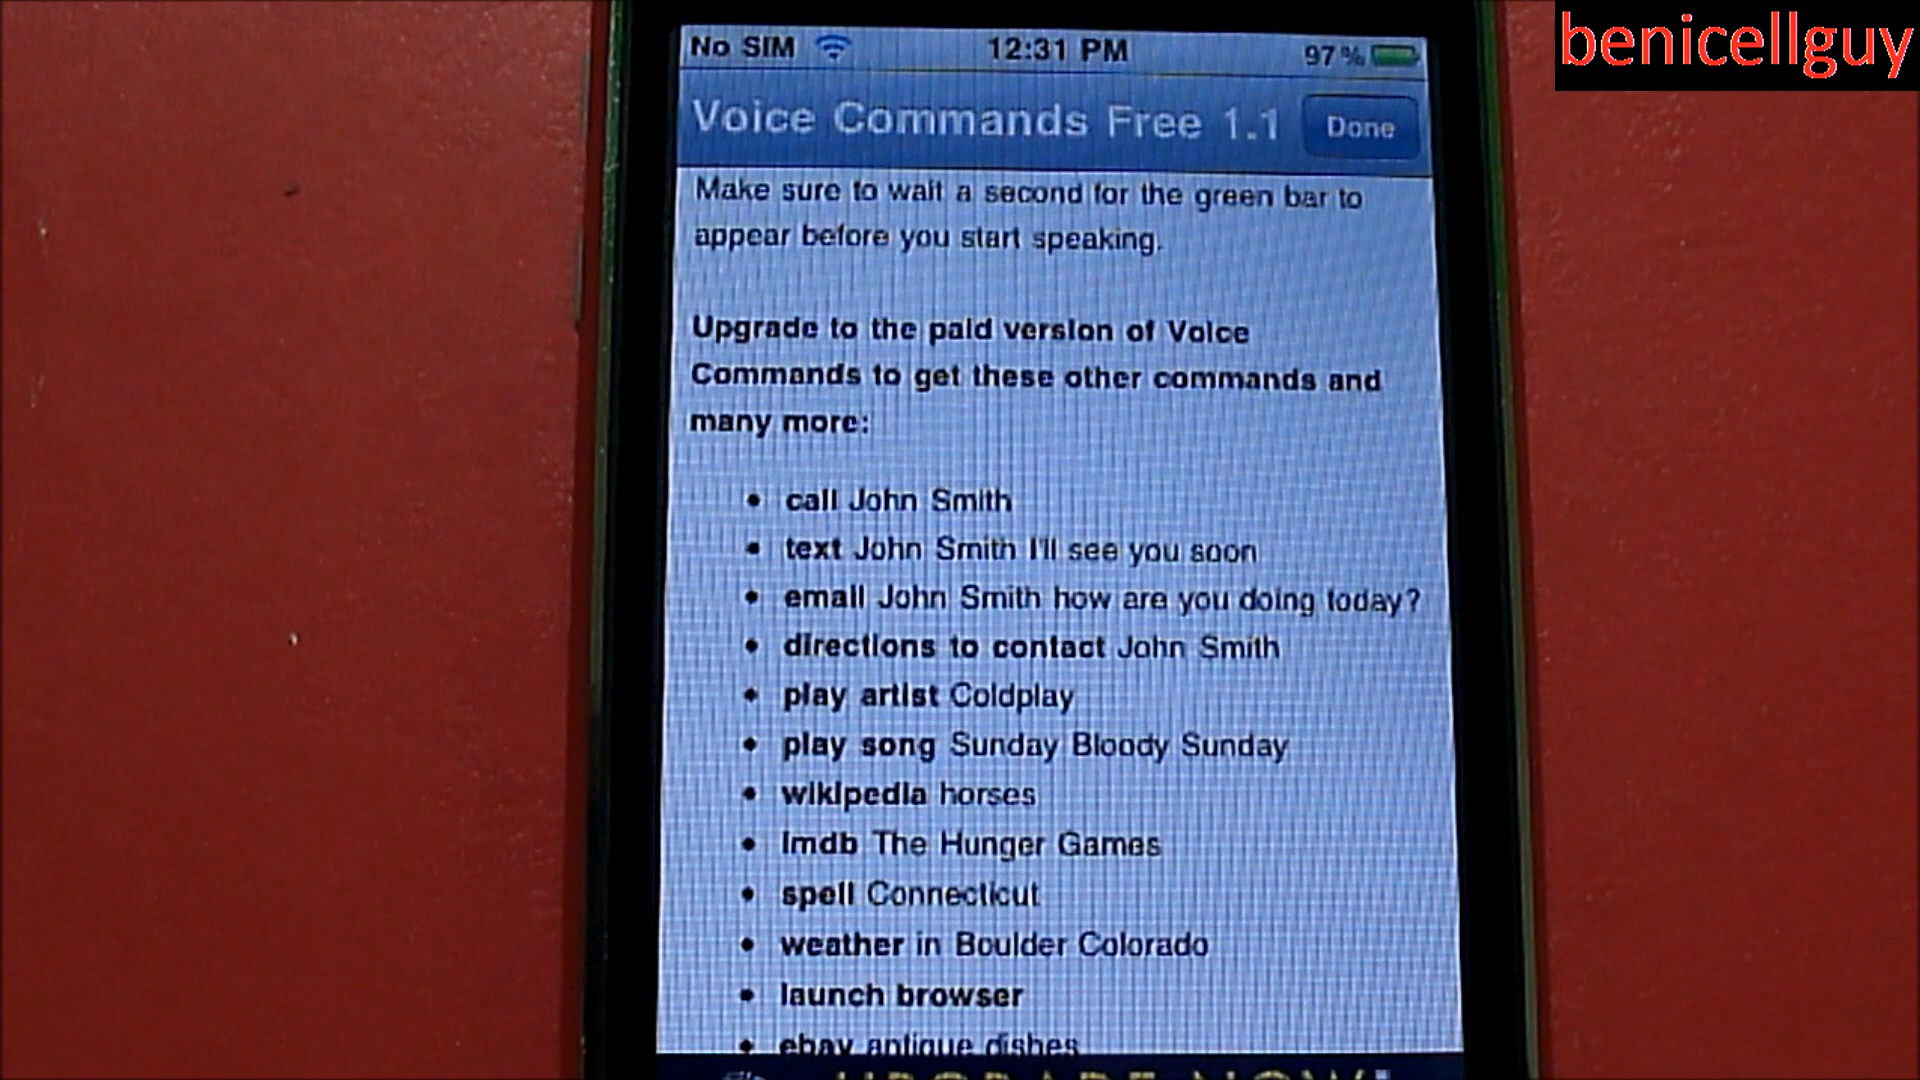 benicellguy
No SIM 12:31 PM 97%
Voice Commands Free 1.1 Done
Make sure to wait a second for the green bar to
appear before you start speaking.
Upgrade to the paid version of Voice
Commands to get these other commands and
many more:
• call John Smith
• text John Smith I'll see you soon
• email John Smith how are you doing today?
• directions to contact John Smith
• play artist Coldplay
• play song Sunday Bloody Sunday
• wikipedia horses
• imdb The Hunger Games
• spell Connecticut
• weather in Boulder Colorado
• launch browser
• ebay antique dishes
UPGRADE NOW!